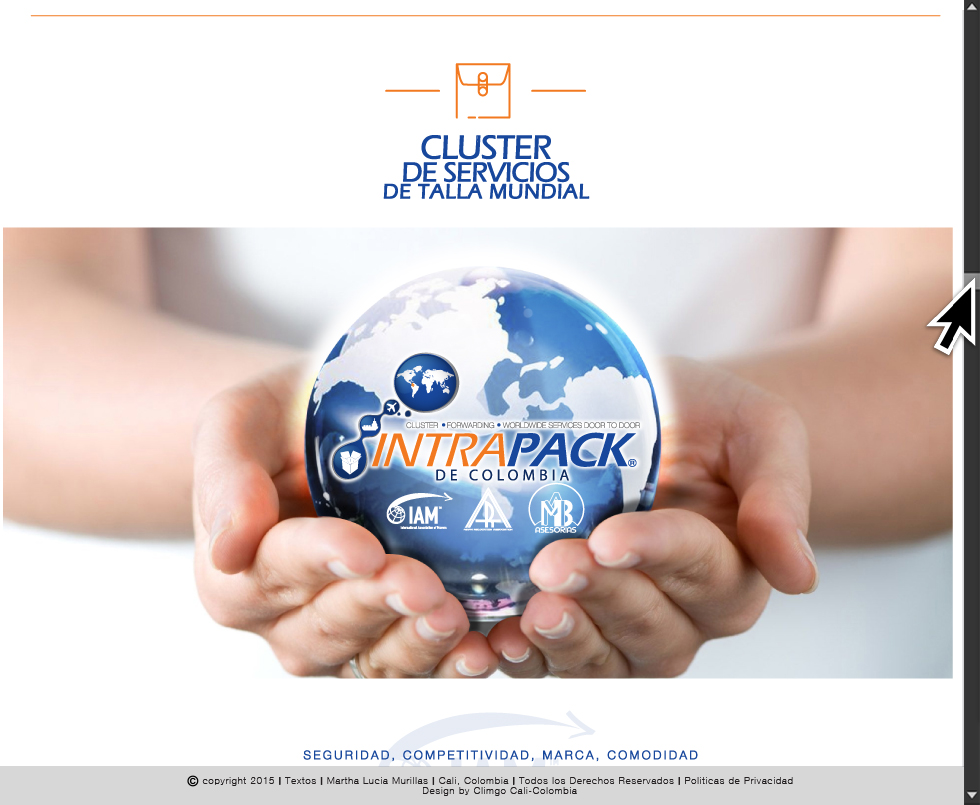 CLUSTER
DE SERVICIOS
DE TALLA MUNDIAL
CLUSTER • FORWARDING • WORLDWIDE SERVICES DOOR TO DOOR
INTRAPACK®
DE COLOMBIA
IAM™
AMB
ASESORIAS
SEGURIDAD, COMPETITIVIDAD, MARCA, COMODIDAD
© copyright 2015 | Textos | Martha Lucia Murillas | Cali, Colombia | Todos los Derechos Reservados | Politicas de Privacidad
Design by Climgo Cali-Colombia